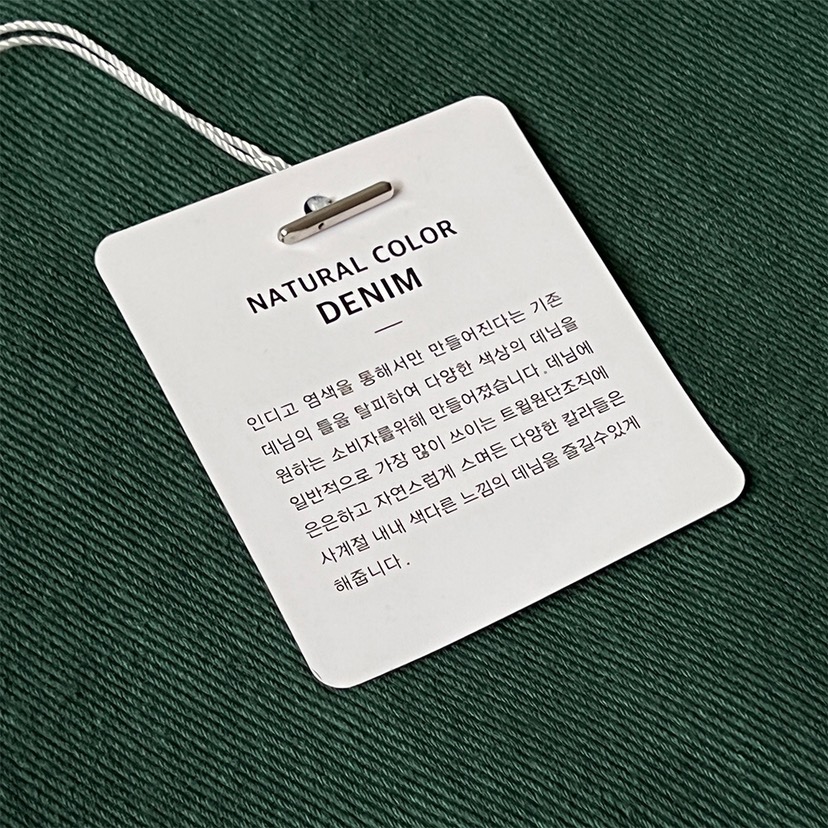 NATURAL COLOR
DENIM
인디고 염색을 통해서만 만들어진다는 기존
데님의 틀을 탈피하여 다양한 색상의 데님을
원하는 소비자를위해 만들어졌습니다. 데님에
일반적으로 가장 많이 쓰이는 트윌원단조직에
은은하고 자연스럽게 스며든 다양한 칼라들은
사계절 내내 색다른 느낌의 데님을 즐길수있게
해줍니다.